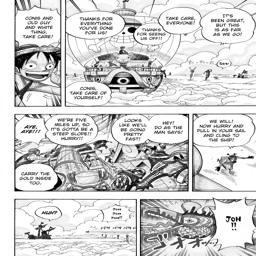 CONIS AND
OLD GUY
AND WHITE
THING,
TAKE CARE!
THANKS FOR
EVERYTHING
YOU'VE DONE
FOR US!
THANKS FOR
SEEING US
OFF!!
TAKE CARE,
EVERYONE!
IT'S
BEEN GREAT,
BUT THIS
IS AS FAR
AS WE GO!
CONIS,
TAKE CARE OF
YOURSELF!
AYE,
AYE!!!
WE'RE FIVE
MILES UP, SO
IT'S GOTTA BE A
STEEP SLOPE!!
HURRY!!
CARRY THE
GOLD INSIDE
TOO.
LOOKS
LIKE WE'LL
BE GOING
PRETTY
FAST!
HEY!
DO AS THE
MAN SAYS!
WE WILL!
NOW HURRY AND
PULL IN YOUR SAIL
AND CLING TO
THE SHIP!
HUH?
JOH
!!